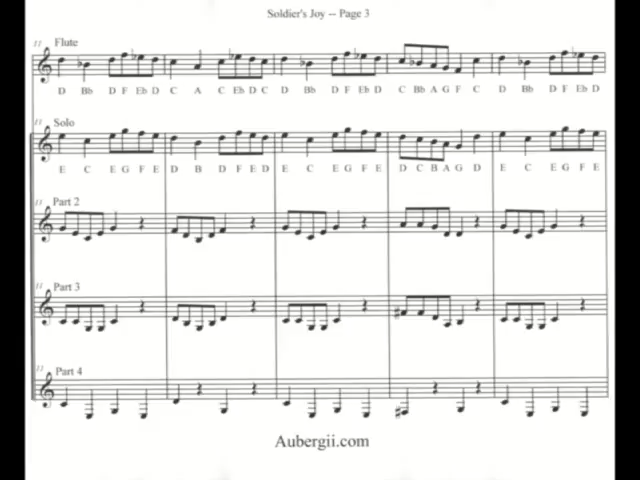 Soldier's Joy -- Page 3
11 Flute
D Bb D F Eb D C A C Eb D C D Bb D F Eb D C Bb A G F C D Bb D F Eb D
11 Solo
E C E G F E D B D F E D E C E G F E D C B A G D E C E G F E
11 Part 2
11 Part 3
11 Part 4
Aubergii.com